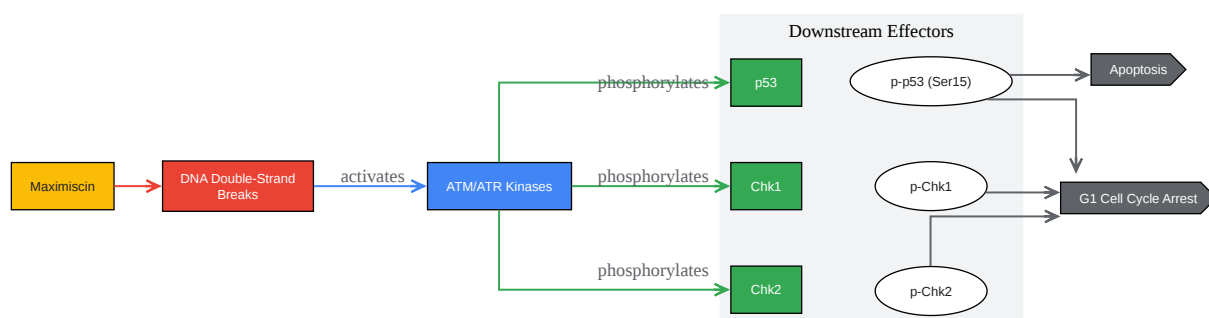 Downstream Effectors
phosphorylates
p53
p-p53 (Ser15)
Apoptosis
Maximiscin
DNA Double-Strand
Breaks
activates
ATM/ATR Kinases
phosphorylates
Chk1
p-Chk1
G1 Cell Cycle Arrest
phosphorylates
Chk2
p-Chk2